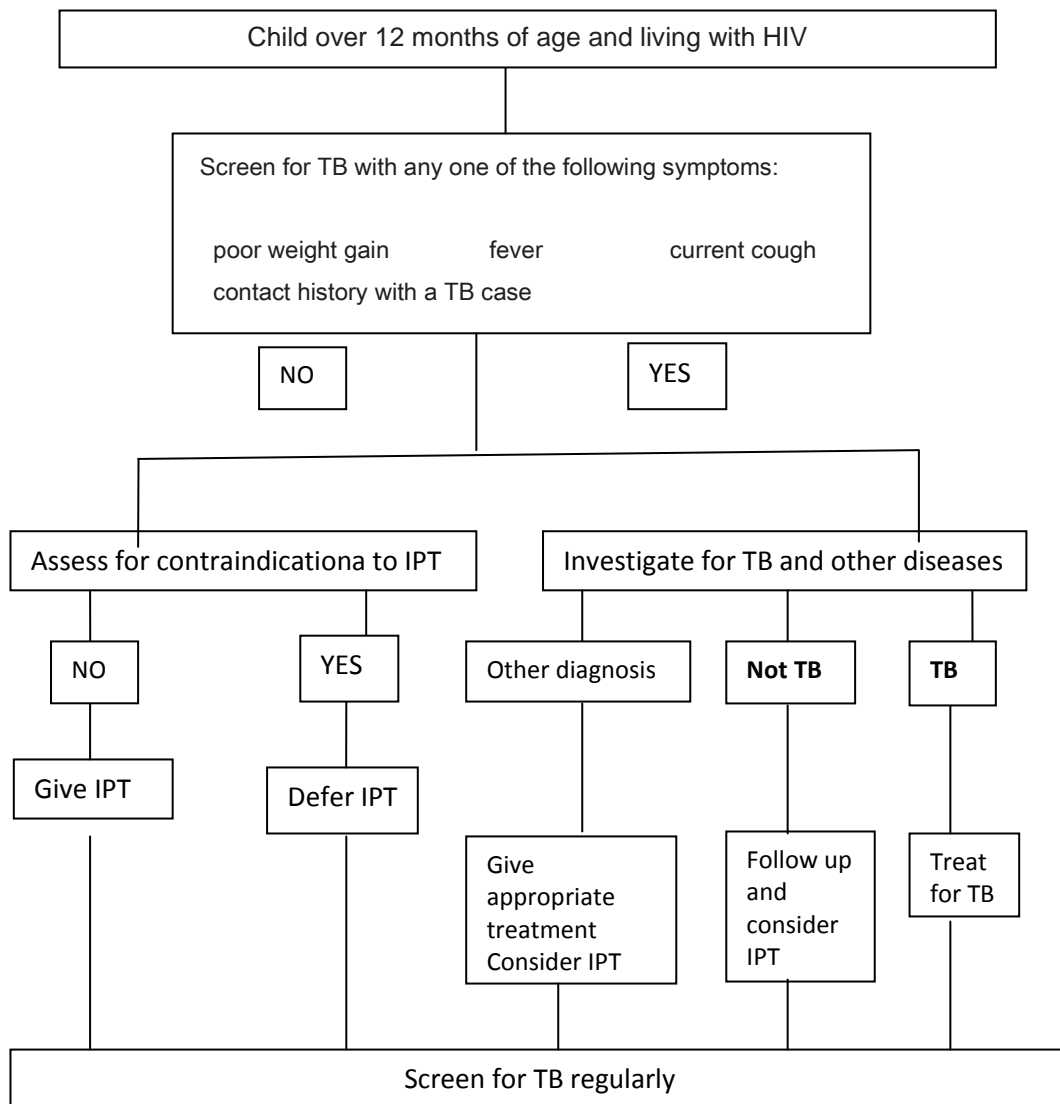 Child over 12 months of age and living with HIV
Screen for TB with any one of the following symptoms:
poor weight gain fever current cough
contact history with a TB case
NO
YES
Assess for contraindicationa to IPT
Investigate for TB and other diseases
NO
YES
Other diagnosis
Not TB
TB
Give IPT
Defer IPT
Give
appropriate
treatment
Consider IPT
Follow up
and
consider
IPT
Treat
for TB
Screen for TB regularly